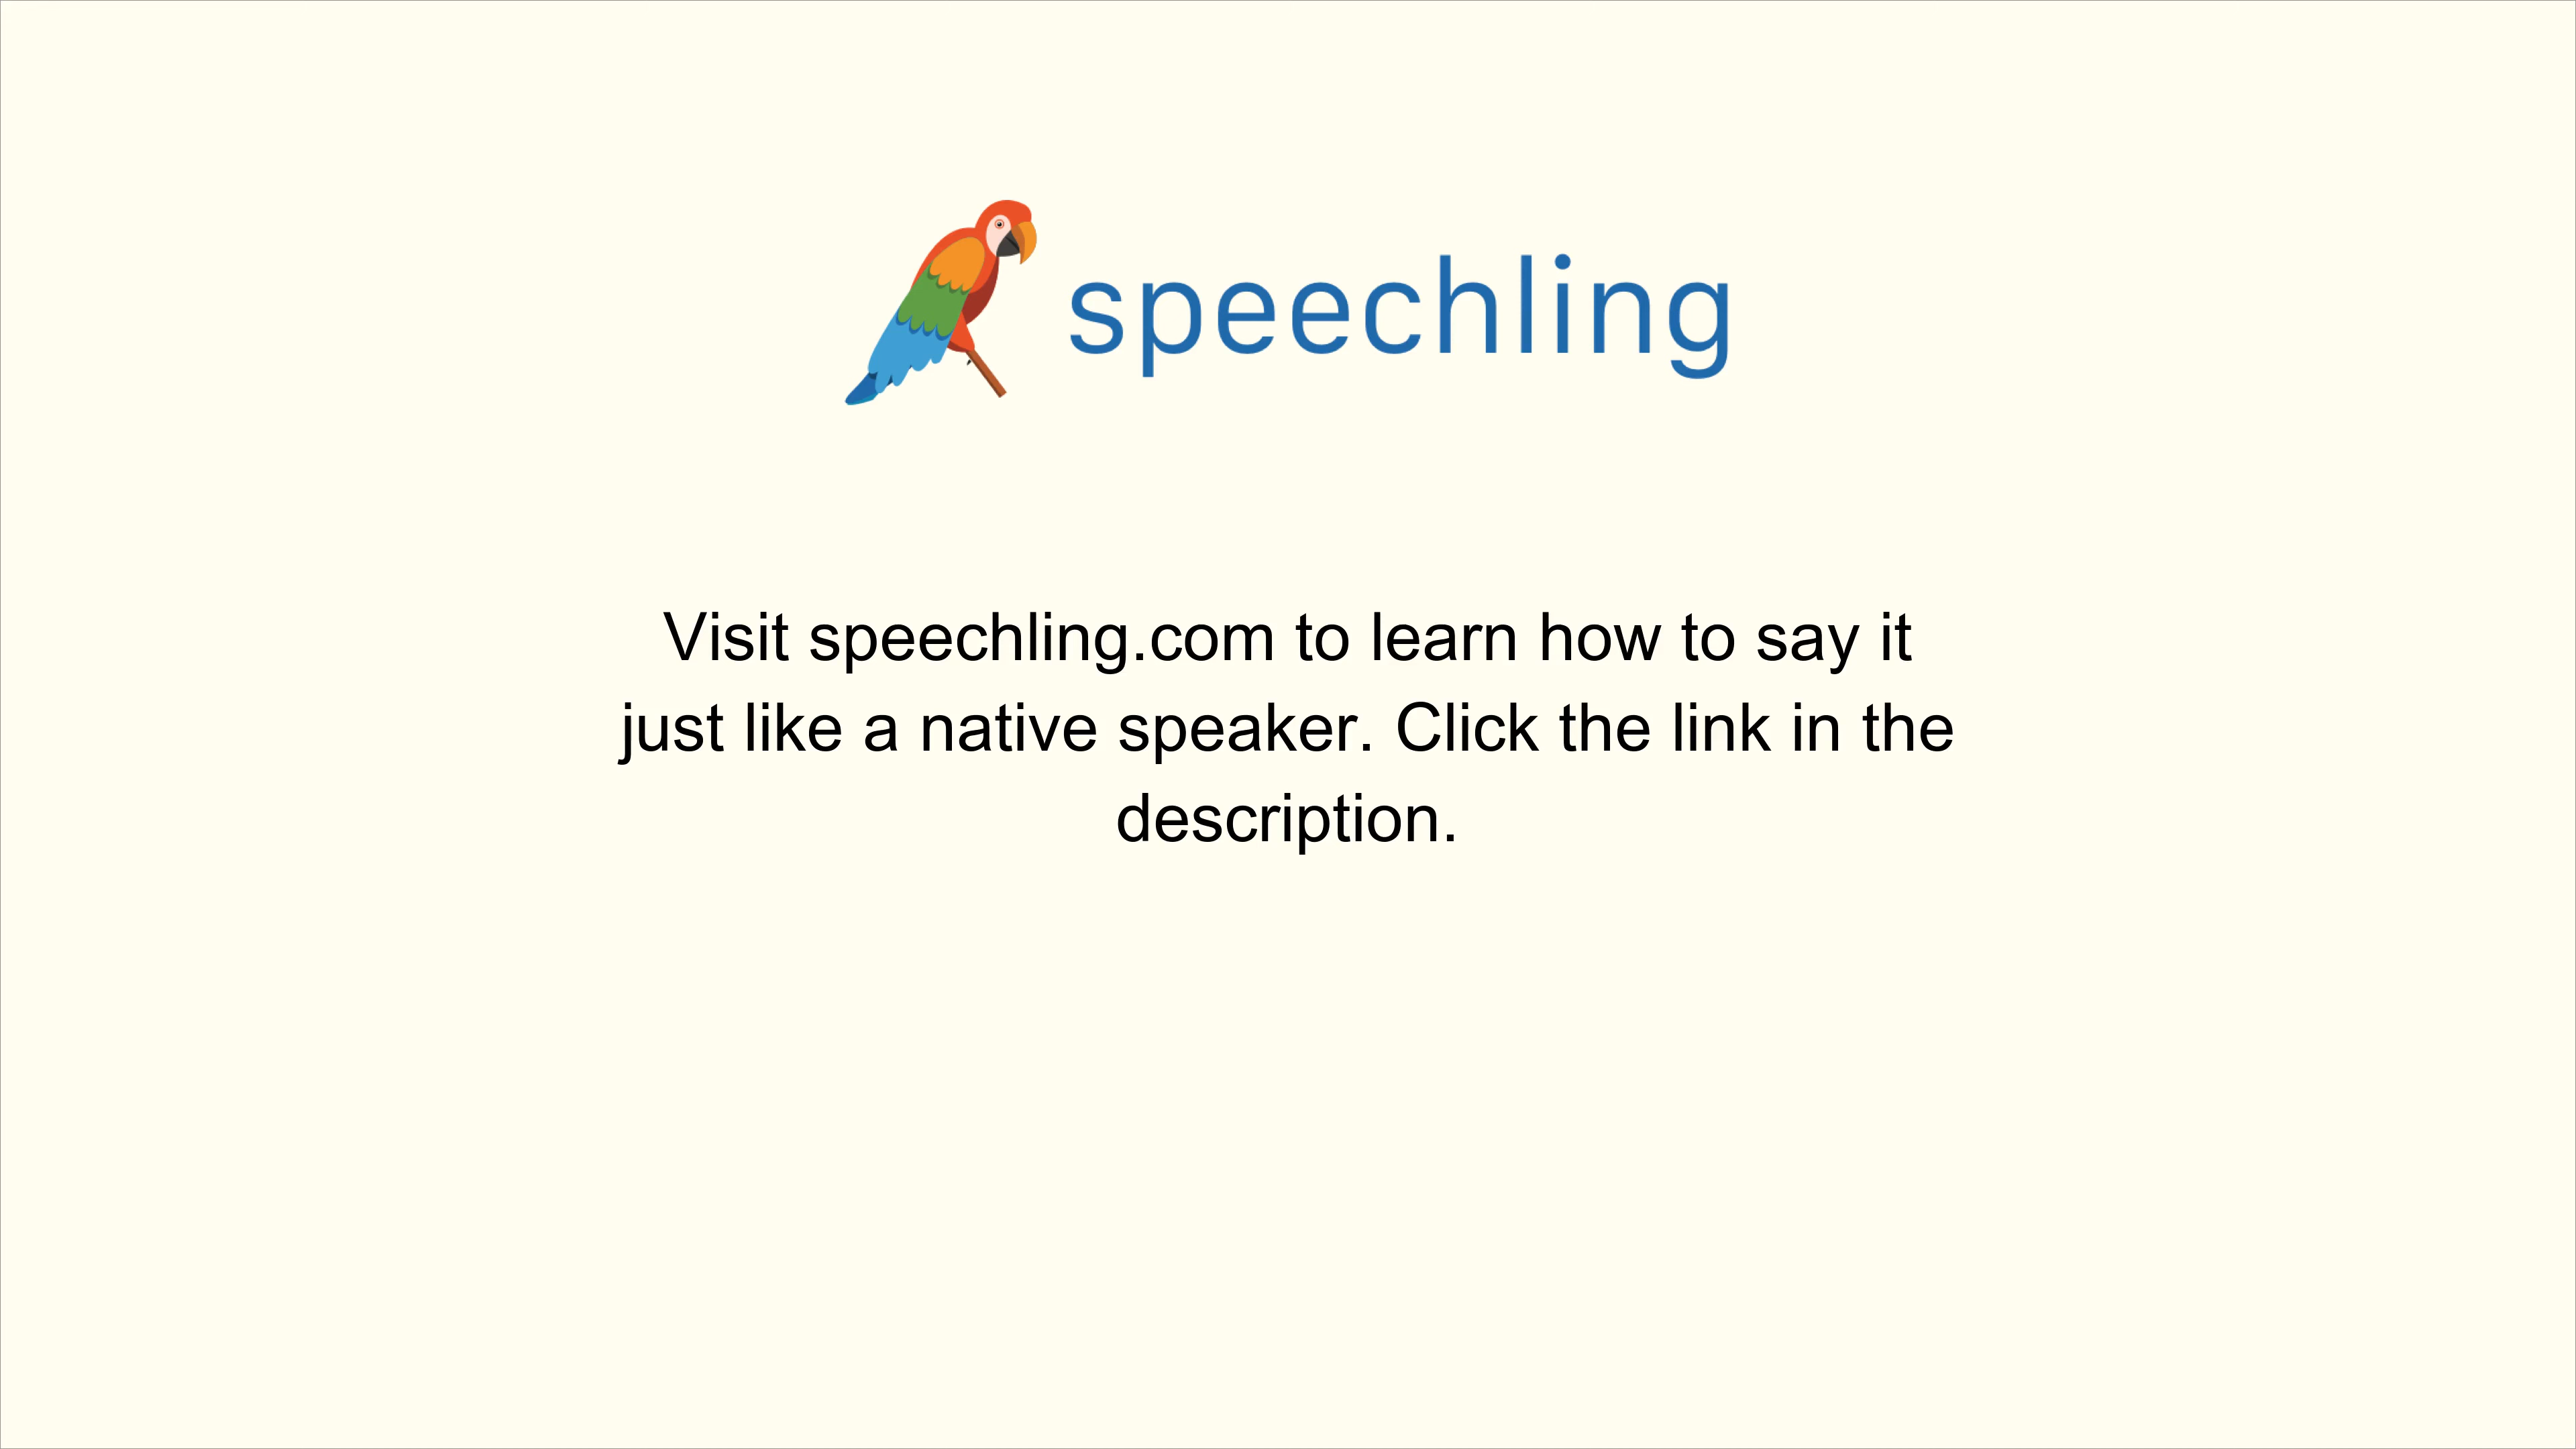 speechling
Visit speechling.com to learn how to say it
just like a native speaker. Click the link in the
description.